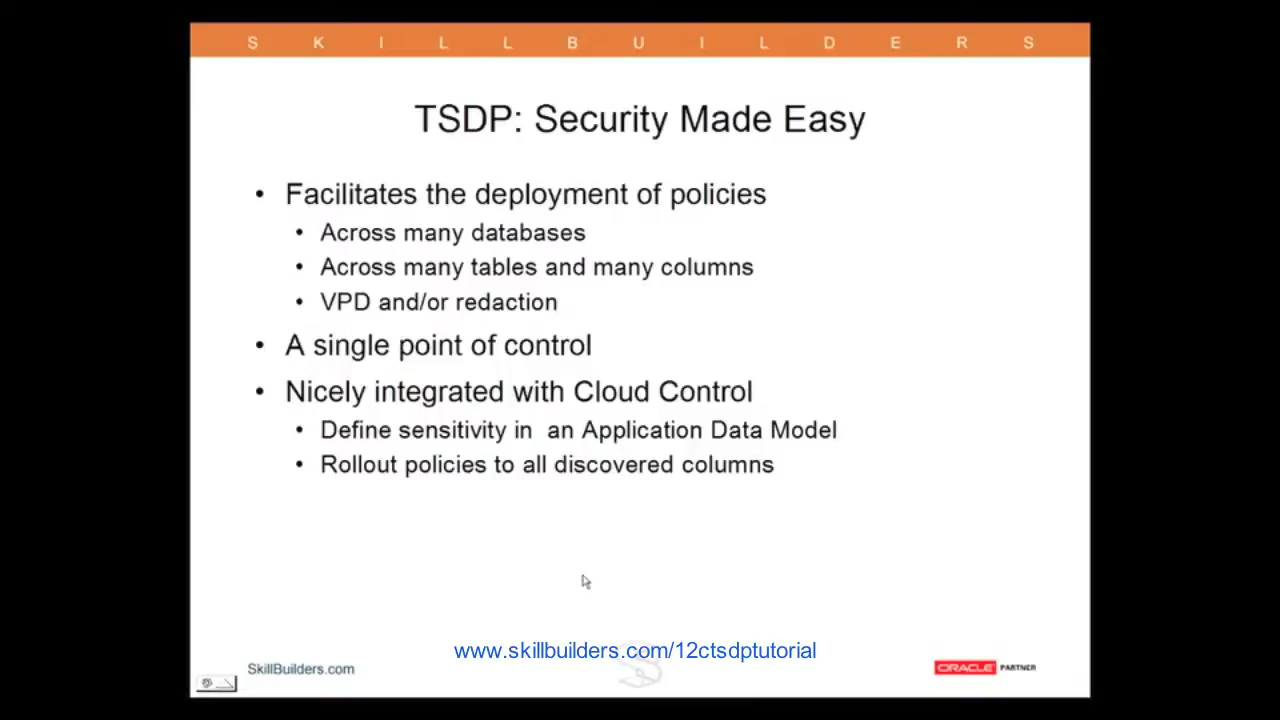 S K I L L B U I L D E R S
TSDP: Security Made Easy
• Facilitates the deployment of policies
• Across many databases
• Across many tables and many columns
• VPD and/or redaction
• A single point of control
• Nicely integrated with Cloud Control
• Define sensitivity in an Application Data Model
• Rollout policies to all discovered columns
www.skillbuilders.com/12ctsdptutorial
SkillBuilders.com
ORACLE PARTNER